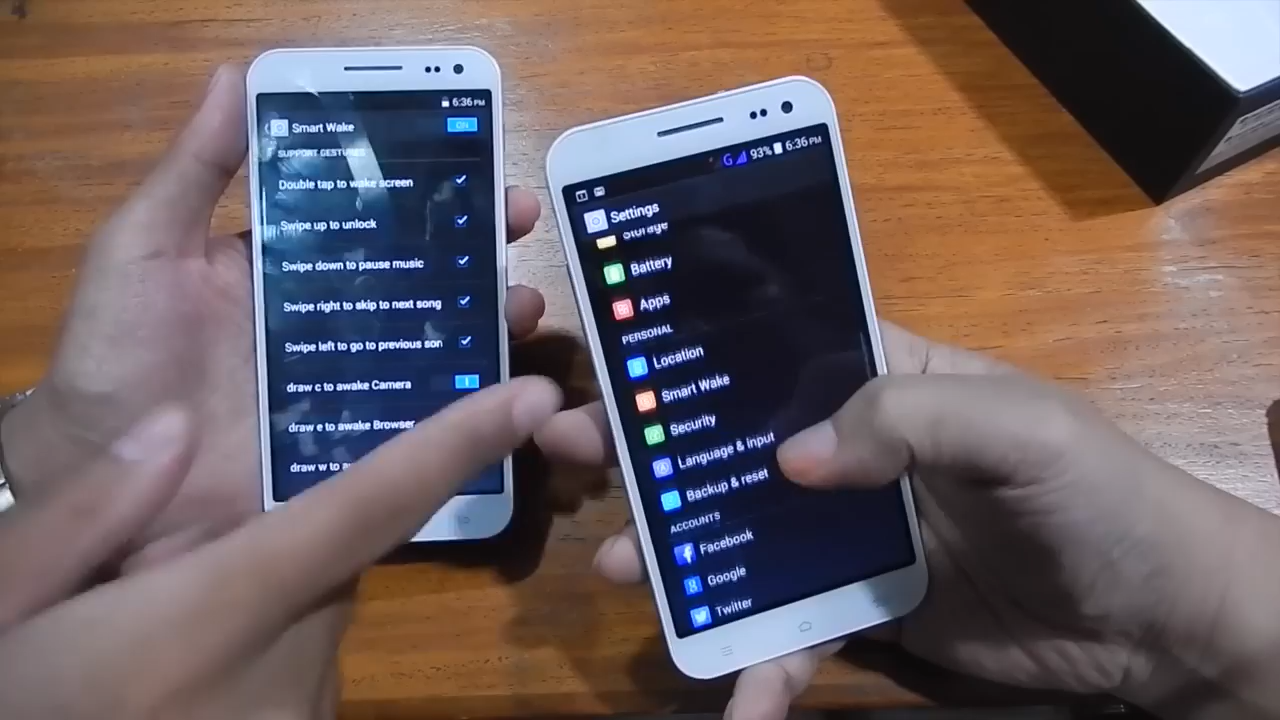 6:36 PM
Smart Wake
ON
SUPPORT GESTURES
Double tap to wake screen
Swipe up to unlock
Swipe down to pause music
Swipe right to skip to next song
Swipe left to go to previous son
draw c to awake Camera
draw e to awake Browser
draw w to a
G 93% 6:36 PM
Settings
Storage
Battery
Apps
PERSONAL
Location
Smart Wake
Security
Language & input
Backup & reset
ACCOUNTS
Facebook
Google
Twitter